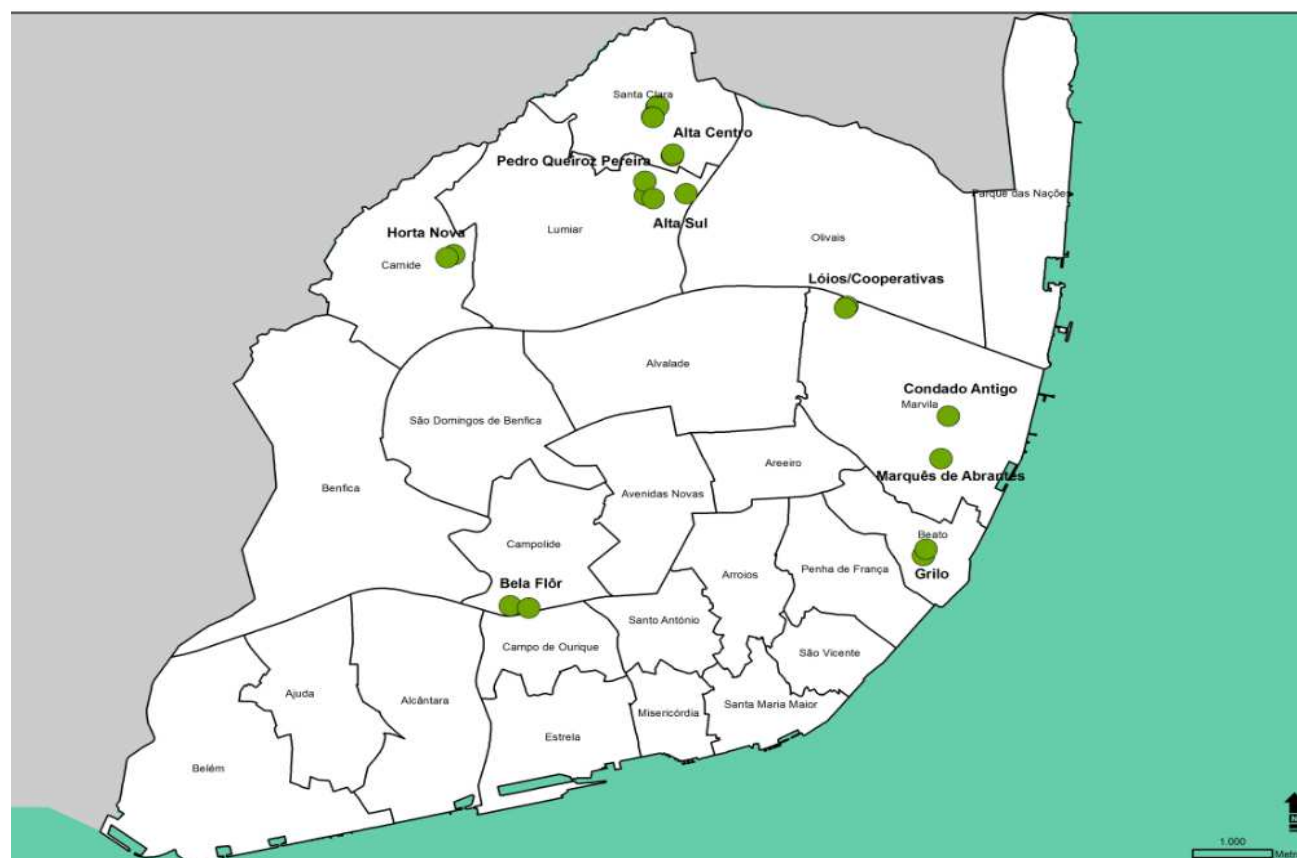 Santa Clara
Alta Centro
Pedro Queiroz Pereira
Parque das Nações
Alta Sul
Lumiar
Horta Nova
Olivais
Carnide
Lóios/Cooperativas
Alvalade
Condado Antigo
Marvila
São Domingos de Benfica
Areeiro
Marquês de Abrantes
Benfica
Avenidas Novas
Beato
Campolide
Arroios
Penha de França
Grilo
Bela Flôr
Santo António
Campo de Ourique
São Vicente
Ajuda
Alcântara
Santa Maria Maior
Misericórdia
Estrela
Belém
N
1.000
Metro